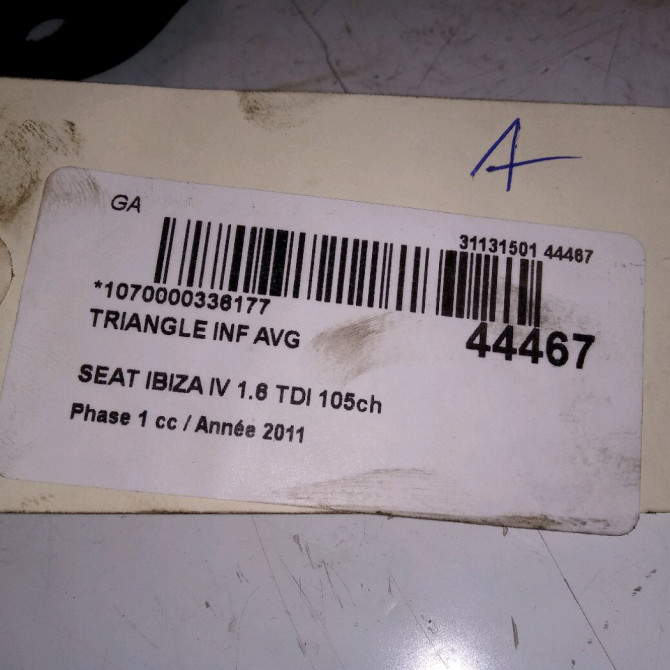 A
GA
31131501 44467
*1070000336177
44467
TRIANGLE INF AVG
SEAT IBIZA IV 1.6 TDI 105ch
Phase 1 cc / Année 2011